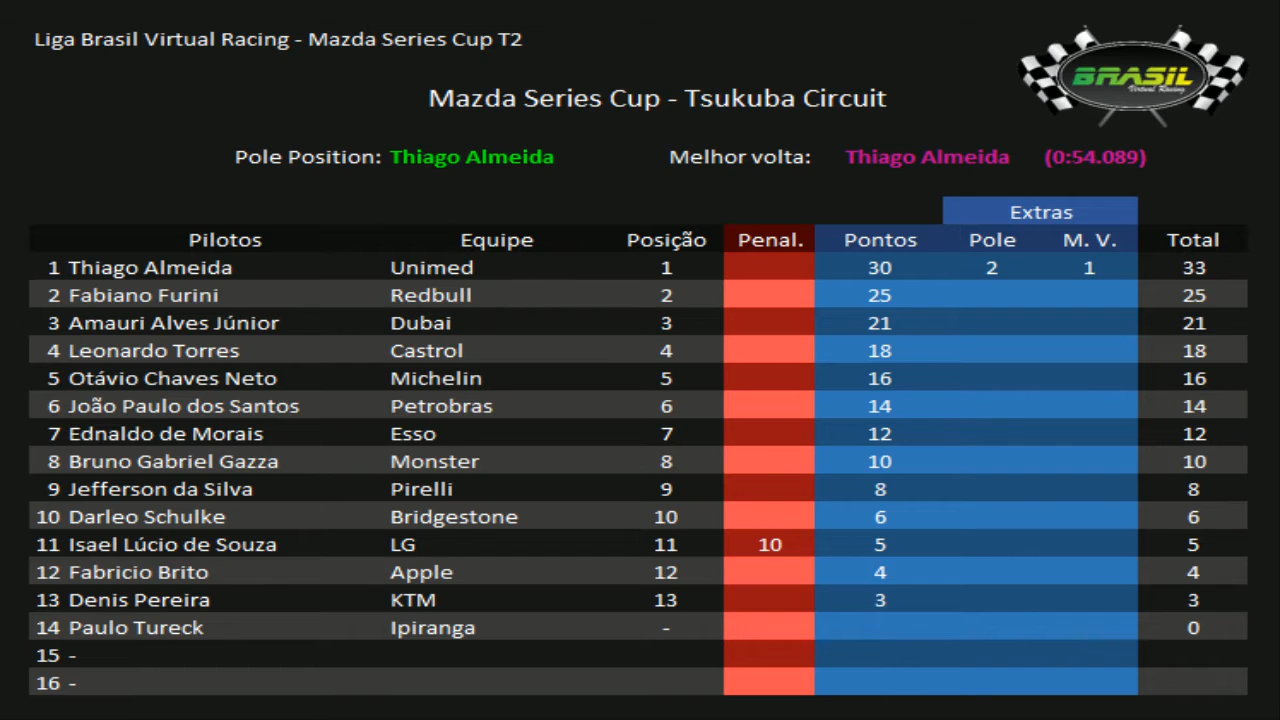 Liga Brasil Virtual Racing - Mazda Series Cup T2
BRASIL
Virtual Racing
Mazda Series Cup - Tsukuba Circuit
Pole Position: Thiago Almeida Melhor volta: Thiago Almeida (0:54.089)
Extras
Pilotos Equipe Posição Penal. Pontos Pole M. V. Total
1 Thiago Almeida Unimed 1 30 2 1 33
2 Fabiano Furini Redbull 2 25 25
3 Amauri Alves Júnior Dubai 3 21 21
4 Leonardo Torres Castrol 4 18 18
5 Otávio Chaves Neto Michelin 5 16 16
6 João Paulo dos Santos Petrobras 6 14 14
7 Ednaldo de Morais Esso 7 12 12
8 Bruno Gabriel Gazza Monster 8 10 10
9 Jefferson da Silva Pirelli 9 8 8
10 Darleo Schulke Bridgestone 10 6 6
11 Isael Lúcio de Souza LG 11 10 5 5
12 Fabricio Brito Apple 12 4 4
13 Denis Pereira KTM 13 3 3
14 Paulo Tureck Ipiranga - 0
15 -
16 -